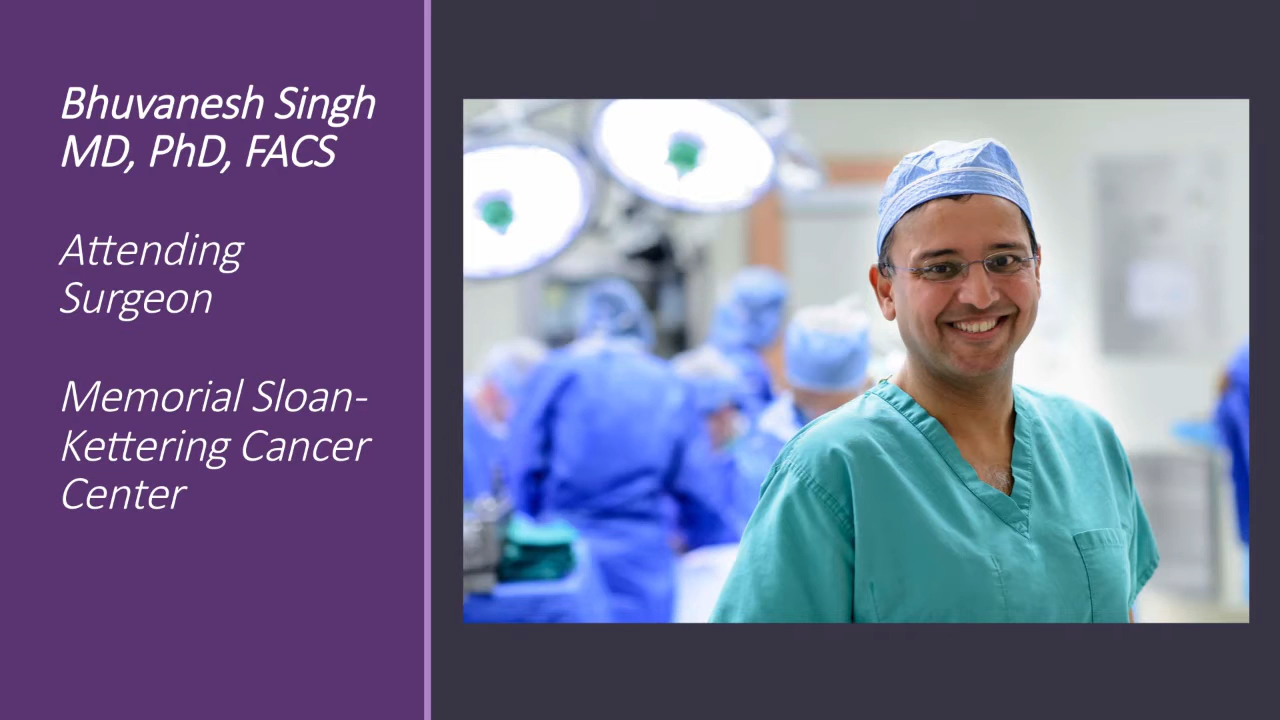 Bhuvanesh Singh
MD, PhD, FACS
Attending
Surgeon
Memorial Sloan-
Kettering Cancer
Center